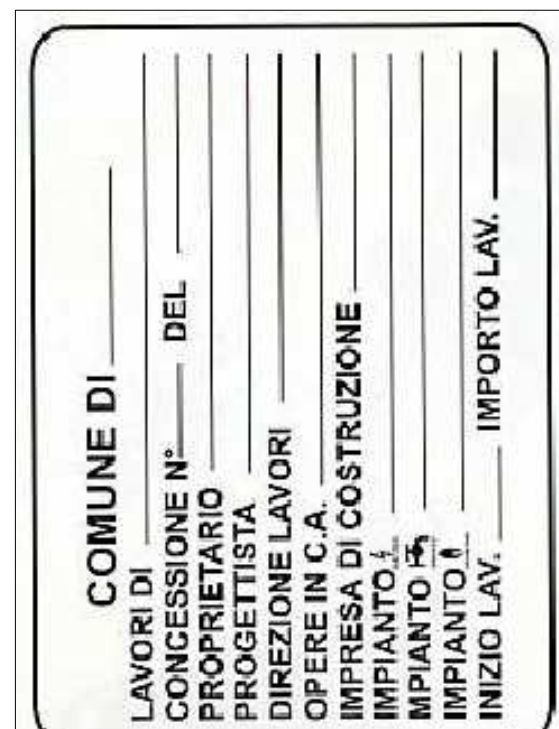 COMUNE DI
LAVORI DI
CONCESSIONE N° DEL
PROPRIETARIO
PROGETTISTA
DIREZIONE LAVORI
OPERE IN C.A.
IMPRESA DI COSTRUZIONE
IMPIANTO
MPIANTO
IMPIANTO
INIZIO LAV. IMPORTO LAV.